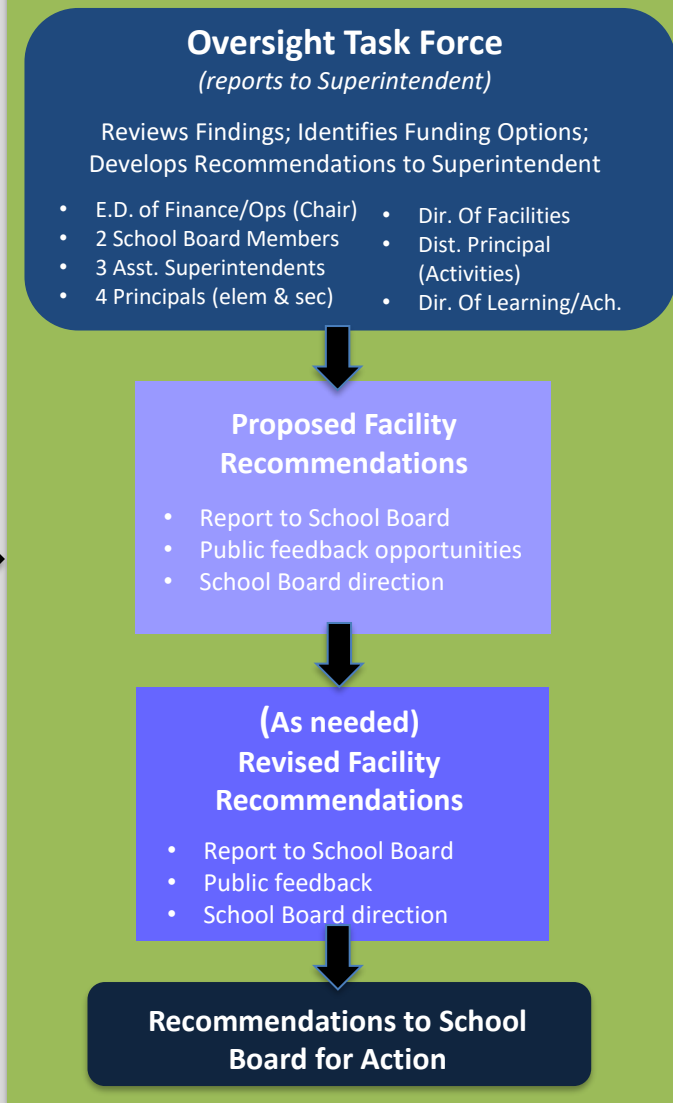 Oversight Task Force
(reports to Superintendent)
Reviews Findings; Identifies Funding Options;
Develops Recommendations to Superintendent
• E.D. of Finance/Ops (Chair)
• 2 School Board Members
• 3 Asst. Superintendents
• 4 Principals (elem & sec)
• Dir. Of Facilities
• Dist. Principal
(Activities)
• Dir. Of Learning/Ach.
Proposed Facility
Recommendations
• Report to School Board
• Public feedback opportunities
• School Board direction
(As needed)
Revised Facility
Recommendations
• Report to School Board
• Public feedback
• School Board direction
Recommendations to School
Board for Action